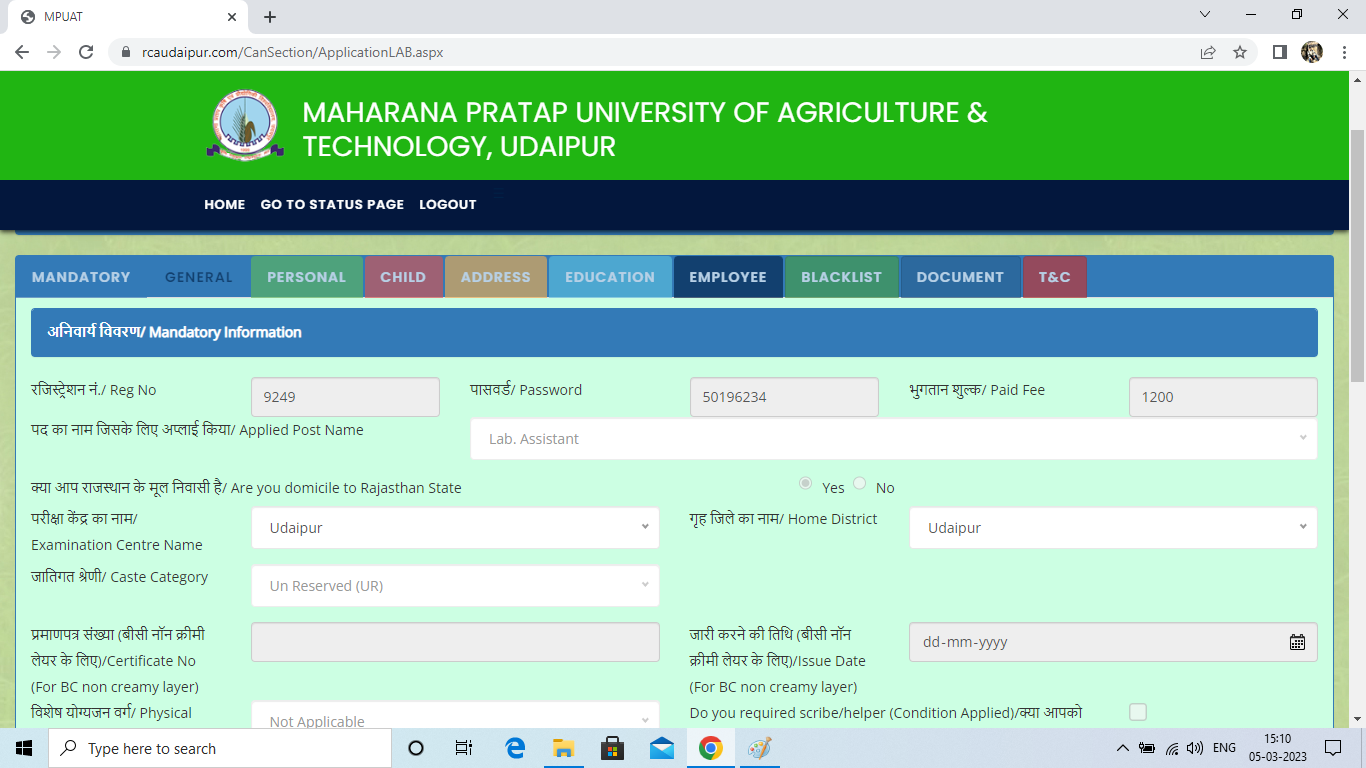 MPUAT
rcaudaipur.com/CanSection/ApplicationLAB.aspx
MAHARANA PRATAP UNIVERSITY OF AGRICULTURE &
TECHNOLOGY, UDAIPUR
HOME GO TO STATUS PAGE LOGOUT
MANDATORY GENERAL PERSONAL CHILD ADDRESS EDUCATION EMPLOYEE BLACKLIST DOCUMENT T&C
अनिवार्य विवरण/ Mandatory Information
रजिस्ट्रेशन नं./ Reg No 9249 पासवर्ड/ Password 50196234 भुगतान शुल्क/ Paid Fee 1200
पद का नाम जिसके लिए अप्लाई किया/ Applied Post Name Lab. Assistant
क्या आप राजस्थान के मूल निवासी है/ Are you domicile to Rajasthan State Yes No
परीक्षा केंद्र का नाम/
Examination Centre Name Udaipur गृह जिले का नाम/ Home District Udaipur
जातिगत श्रेणी/ Caste Category Un Reserved (UR)
प्रमाणपत्र संख्या (बीसी नॉन क्रीमी
लेयर के लिए)/Certificate No
(For BC non creamy layer)
जारी करने की तिथि (बीसी नॉन
क्रीमी लेयर के लिए)/Issue Date
(For BC non creamy layer)
dd-mm-yyyy
विशेष योग्यजन वर्ग/ Physical Not Applicable Do you required scribe/helper (Condition Applied)/क्या आपको
Type here to search ENG 15:10
05-03-2023